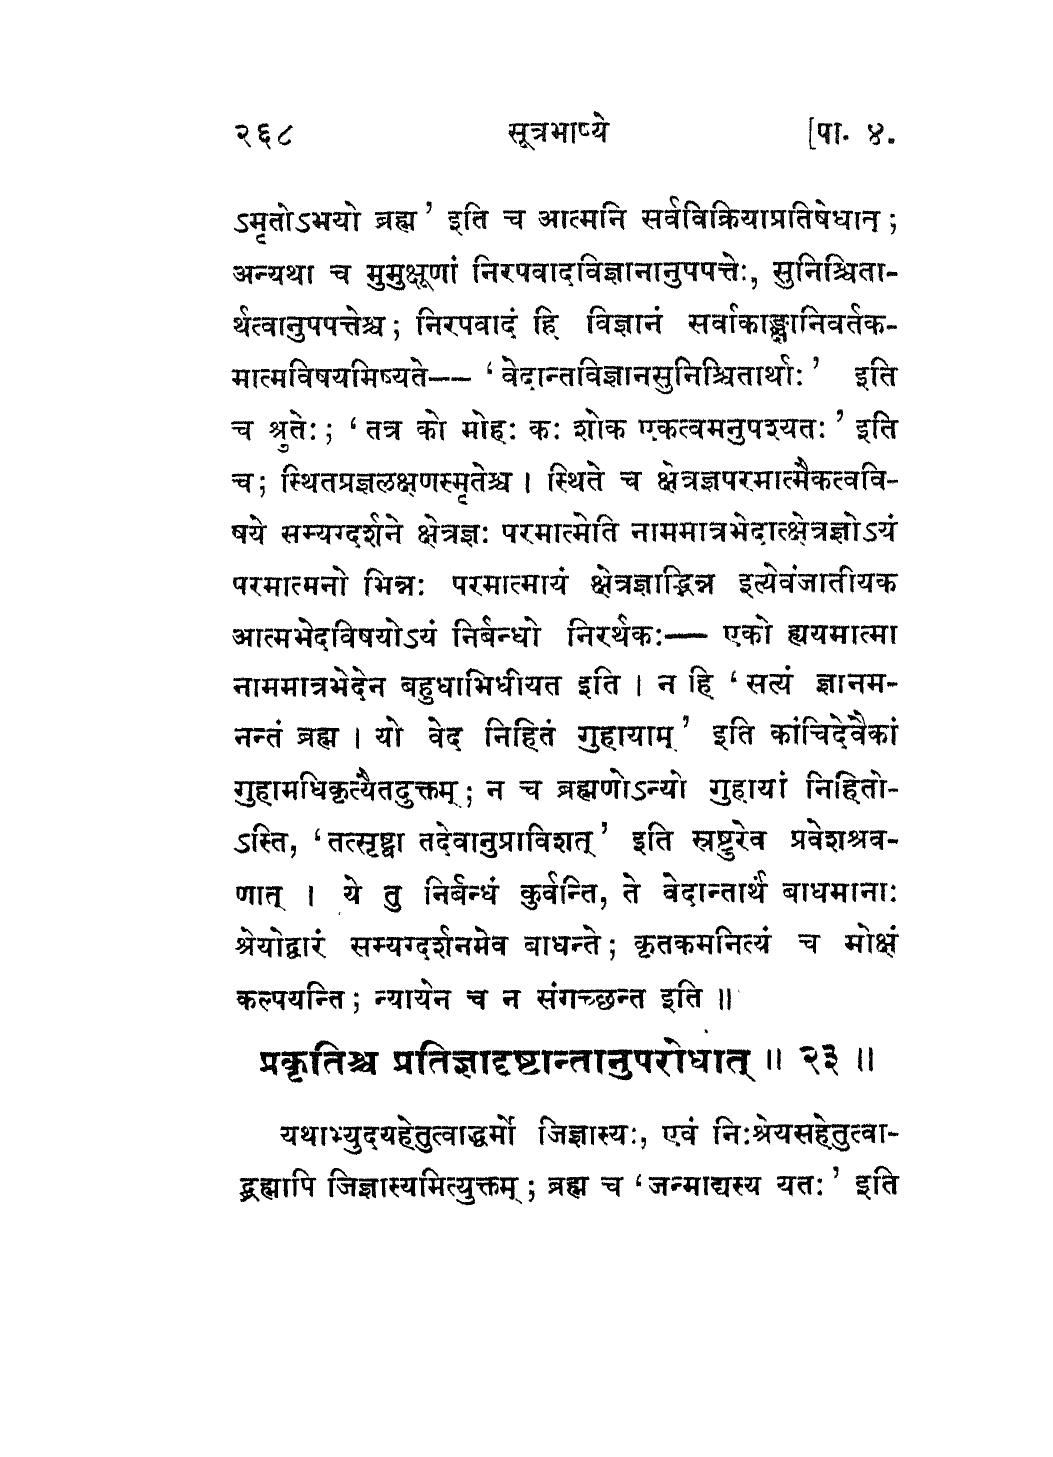 २६८ सूत्रभाष्ये [पा. ४.
ऽमृतोऽभयो ब्रह्म’ इति च आत्मनि सर्वविक्रियाप्रतिषेधात् ;
अन्यथा च मुमुक्षूणां निरपवादविज्ञानानुपपत्तेः, सुनिश्चिता-
र्थत्वानुपपत्तेश्च ; निरपवादं हि विज्ञानं सर्वाकाङ्क्षानिवर्तक-
मात्मविषयमिष्यते—— ‘वेदान्तविज्ञानसुनिश्चितार्थाः’ इति
च श्रुतेः ; ‘तत्र को मोहः कः शोक एकत्वमनुपश्यतः’ इति
च ; स्थितप्रज्ञलक्षणस्मृतेश्च । स्थिते च क्षेत्रज्ञपरमात्मैकत्ववि-
षये सम्यग्दर्शने क्षेत्रज्ञः परमात्मेति नाममात्रभेदात्क्षेत्रज्ञोऽयं
परमात्मनो भिन्नः परमात्मायं क्षेत्रज्ञाद्भिन्न इत्येवंजातीयक
आत्मभेदविषयोऽयं निर्बन्धो निरर्थकः— एको ह्ययमात्मा
नाममात्रभेदेन बहुधाभिधीयत इति । न हि ‘सत्यं ज्ञानम-
नन्तं ब्रह्म । यो वेद निहितं गुहायाम्’ इति कांचिदेवैकां
गुहामधिकृत्यैतदुक्तम् ; न च ब्रह्मणोऽन्यो गुहायां निहितो-
ऽस्ति, ‘तत्सृष्ट्वा तदेवानुप्राविशत्’ इति स्रष्टुरेव प्रवेशश्रव-
णात् । ये तु निर्बन्धं कुर्वन्ति, ते वेदान्तार्थं बाधमानाः
श्रेयोद्वारं सम्यग्दर्शनमेव बाधन्ते ; कृतकमनित्यं च मोक्षं
कल्पयन्ति ; न्यायेन च न संगच्छन्त इति ॥
प्रकृतिश्च प्रतिज्ञादृष्टान्तानुपरोधात् ॥ २३ ॥
यथाभ्युदयहेतुत्वाद्धर्मो जिज्ञास्यः, एवं निःश्रेयसहेतुत्वा-
द्ब्रह्मापि जिज्ञास्यमित्युक्तम् ; ब्रह्म च ‘जन्माद्यस्य यतः’ इति